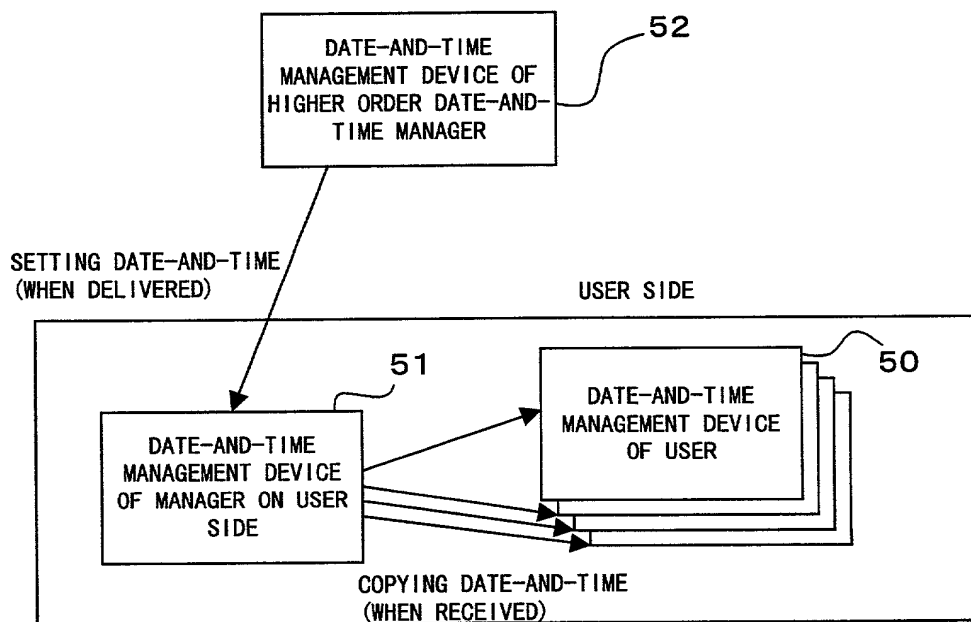 52
DATE-AND-TIME
MANAGEMENT DEVICE OF
HIGHER ORDER DATE-AND-
TIME MANAGER
SETTING DATE-AND-TIME
(WHEN DELIVERED)
USER SIDE
51
50
DATE-AND-TIME
MANAGEMENT DEVICE
OF MANAGER ON USER
SIDE
DATE-AND-TIME
MANAGEMENT DEVICE
OF USER
COPYING DATE-AND-TIME
(WHEN RECEIVED)